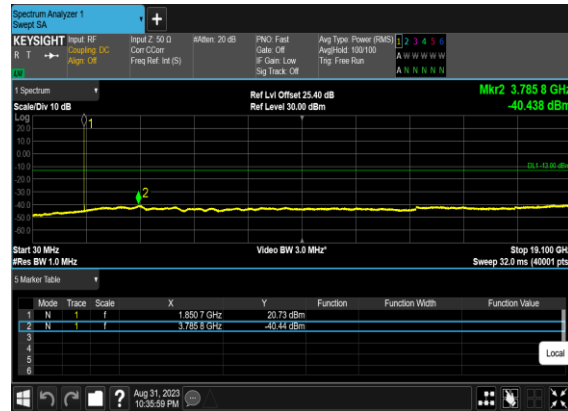 Spectrum Analyzer 1
Swept SA
KEYSIGHT
R T
Input: RF
Coupling: DC
Align: Off
Input Z: 50 Ω
Corr CCorr
Freq Ref: Int (S)
#Atten: 20 dB
PNO: Fast
Gate: Off
IF Gain: Low
Sig Track: Off
Avg Type: Power (RMS)
Avg|Hold: 100/100
Trig: Free Run
1 2 3 4 5 6
A W W W W W
A N N N N N
1 Spectrum
Scale/Div 10 dB
Ref Lvl Offset 25.40 dB
Ref Level 30.00 dBm
Mkr2 3.785 8 GHz
-40.438 dBm
Log
20.0
10.0
0.00
-10.0
-20.0
-30.0
-40.0
-50.0
-60.0
1
2
DL1 -13.00 dBm
Start 30 MHz
#Res BW 1.0 MHz
Video BW 3.0 MHz*
Stop 19.100 GHz
Sweep 32.0 ms (40001 pts)
5 Marker Table
Mode Trace Scale X Y Function Function Width Function Value
1 N 1 f 1.850 7 GHz 20.73 dBm
2 N 1 f 3.785 8 GHz -40.44 dBm
3
4
5
6
Local
?
Aug 31, 2023
10:35:59 PM